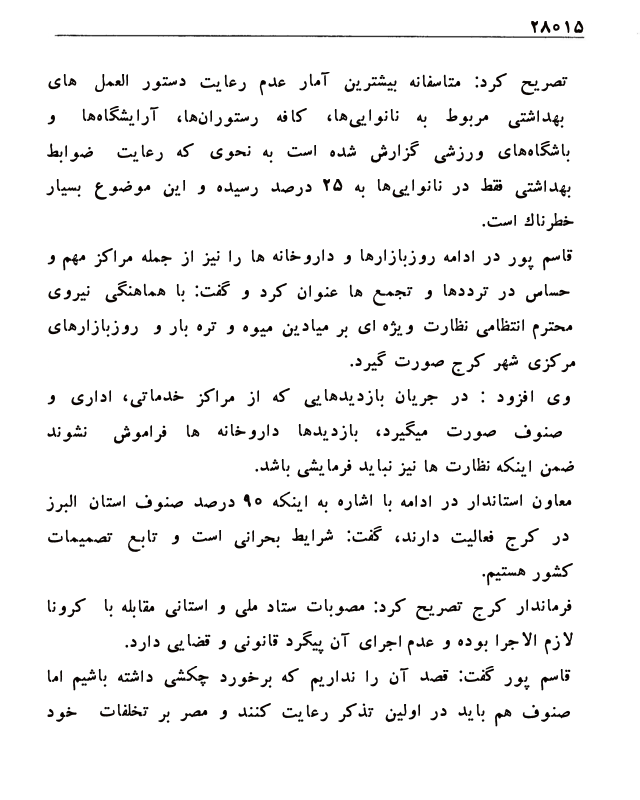 ۲۸۰۱۵
تصریح کرد: متاسفانه بیشترین آمار عدم رعایت دستور العمل های
بهداشتی مربوط به نانوایی‌ها، کافه رستوران‌ها، آرایشگاه‌ها و
باشگاه‌های ورزشی گزارش شده است به نحوی که رعایت ضوابط
بهداشتی فقط در نانوایی‌ها به ۲۵ درصد رسیده و این موضوع بسیار
خطرناك است.
قاسم پور در ادامه روزبازارها و داروخانه ها را نیز از جمله مراکز مهم و
حساس در ترددها و تجمع ها عنوان کرد و گفت: با هماهنگی نیروی
محترم انتظامی نظارت ویژه ای بر میادین میوه و تره بار و روزبازارهای
مرکزی شهر کرج صورت گیرد.
وی افزود : در جریان بازدیدهایی که از مراکز خدماتی، اداری و
صنوف صورت میگیرد، بازدیدها داروخانه ها فراموش نشوند
ضمن اینکه نظارت ها نیز نباید فرمایشی باشد.
معاون استاندار در ادامه با اشاره به اینکه ۹۰ درصد صنوف استان البرز
در کرج فعالیت دارند، گفت: شرایط بحرانی است و تابع تصمیمات
کشور هستیم.
فرماندار کرج تصریح کرد: مصوبات ستاد ملی و استانی مقابله با کرونا
لازم الاجرا بوده و عدم اجرای آن پیگرد قانونی و قضایی دارد.
قاسم پور گفت: قصد آن را نداریم که برخورد چکشی داشته باشیم اما
صنوف هم باید در اولین تذکر رعایت کنند و مصر بر تخلفات خود